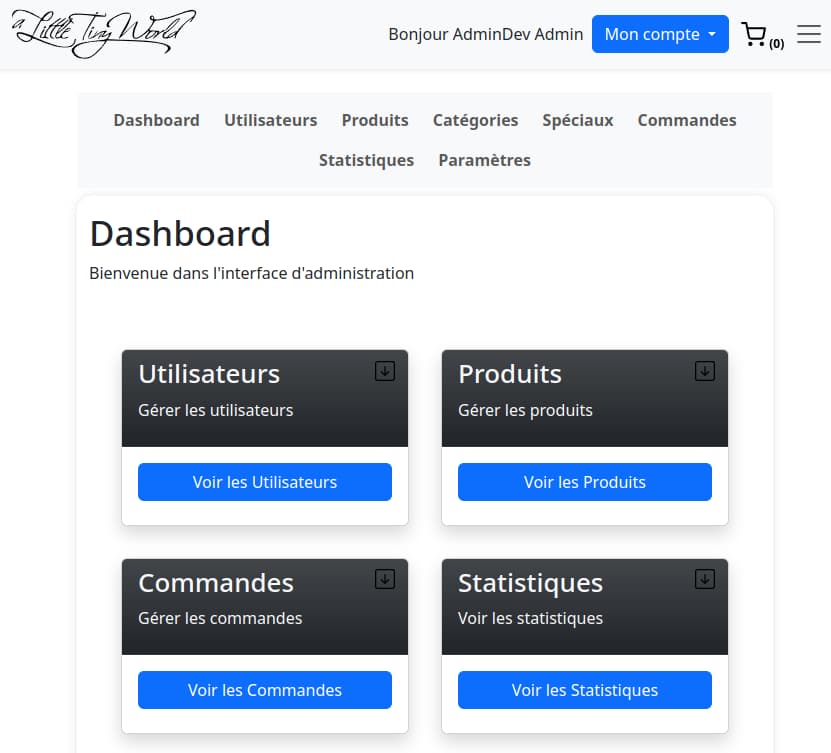 a Little Tiny World
Bonjour AdminDev Admin Mon compte (0)
Dashboard Utilisateurs Produits Catégories Spéciaux Commandes
Statistiques Paramètres
Dashboard
Bienvenue dans l'interface d'administration
Utilisateurs
Gérer les utilisateurs
Voir les Utilisateurs
Produits
Gérer les produits
Voir les Produits
Commandes
Gérer les commandes
Voir les Commandes
Statistiques
Voir les statistiques
Voir les Statistiques